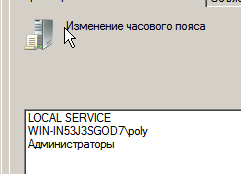 Изменение часового пояса
LOCAL SERVICE
WIN-IN53J3SGOD7\poly
Администраторы